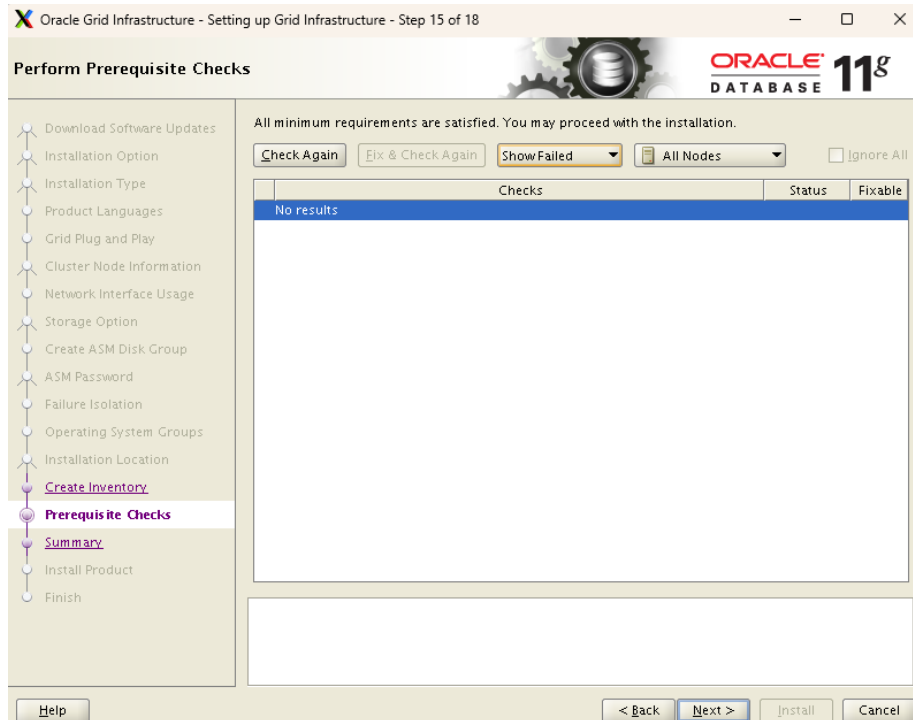 Oracle Grid Infrastructure - Setting up Grid Infrastructure - Step 15 of 18
Perform Prerequisite Checks
ORACLE
DATABASE
11g
Download Software Updates
Installation Option
Installation Type
Product Languages
Grid Plug and Play
Cluster Node Information
Network Interface Usage
Storage Option
Create ASM Disk Group
ASM Password
Failure Isolation
Operating System Groups
Installation Location
Create Inventory
Prerequisite Checks
Summary
Install Product
Finish
All minimum requirements are satisfied. You may proceed with the installation.
Check Again Fix & Check Again Show Failed All Nodes Ignore All
Checks Status Fixable
No results
Help < Back Next > Install Cancel